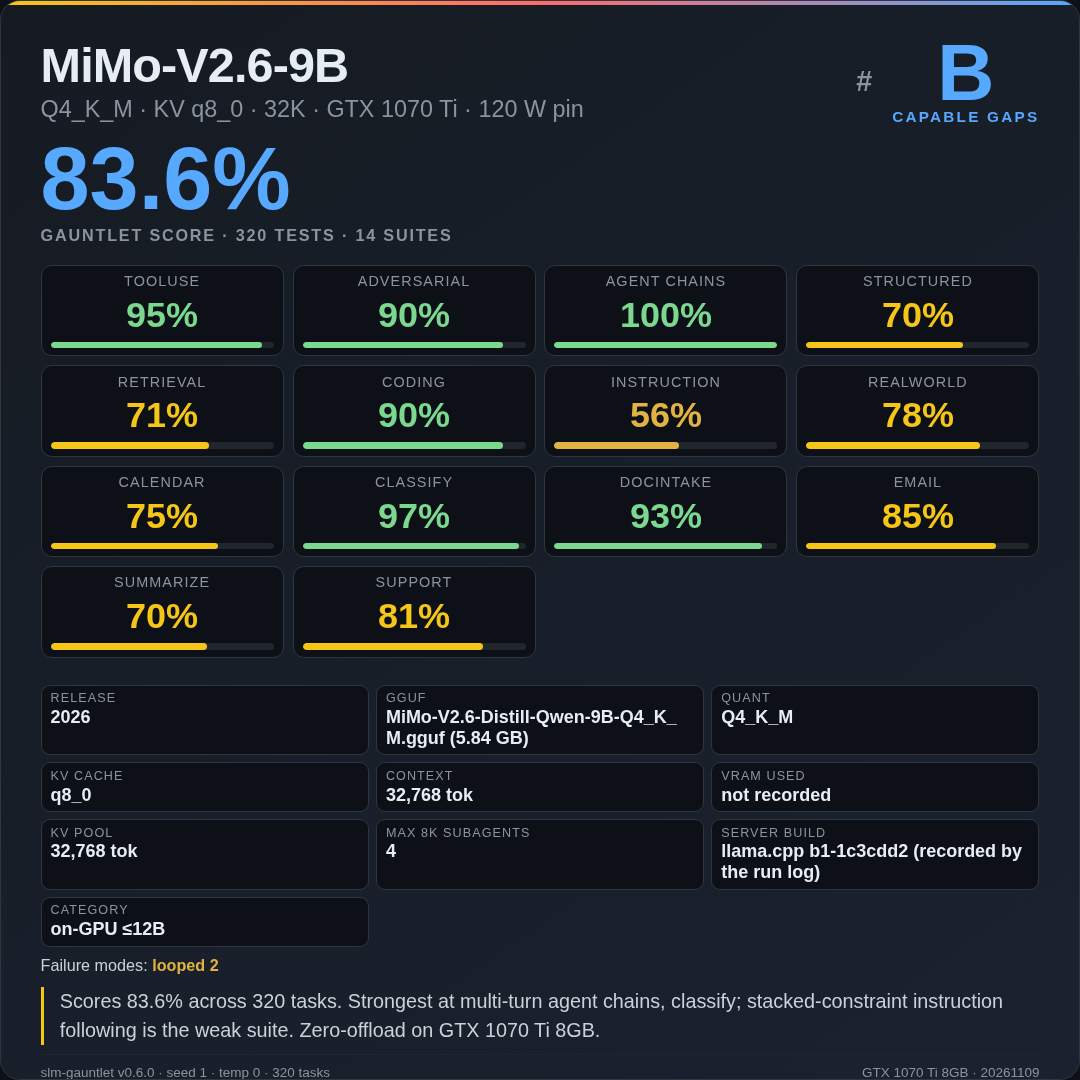 MiMo-V2.6-9B
Q4_K_M · KV q8_0 · 32K · GTX 1070 Ti · 120 W pin
#
B
CAPABLE GAPS
83.6%
GAUNTLET SCORE · 320 TESTS · 14 SUITES
TOOLUSE
95%
ADVERSARIAL
90%
AGENT CHAINS
100%
STRUCTURED
70%
RETRIEVAL
71%
CODING
90%
INSTRUCTION
56%
REALWORLD
78%
CALENDAR
75%
CLASSIFY
97%
DOCINTAKE
93%
EMAIL
85%
SUMMARIZE
70%
SUPPORT
81%
RELEASE
2026
GGUF
MiMo-V2.6-Distill-Qwen-9B-Q4_K_
M.gguf (5.84 GB)
QUANT
Q4_K_M
KV CACHE
q8_0
CONTEXT
32,768 tok
VRAM USED
not recorded
KV POOL
32,768 tok
MAX 8K SUBAGENTS
4
SERVER BUILD
llama.cpp b1-1c3cdd2 (recorded by
the run log)
CATEGORY
on-GPU ≤12B
Failure modes: looped 2
Scores 83.6% across 320 tasks. Strongest at multi-turn agent chains, classify; stacked-constraint instruction
following is the weak suite. Zero-offload on GTX 1070 Ti 8GB.
slm-gauntlet v0.6.0 · seed 1 · temp 0 · 320 tasks
GTX 1070 Ti 8GB · 20261109